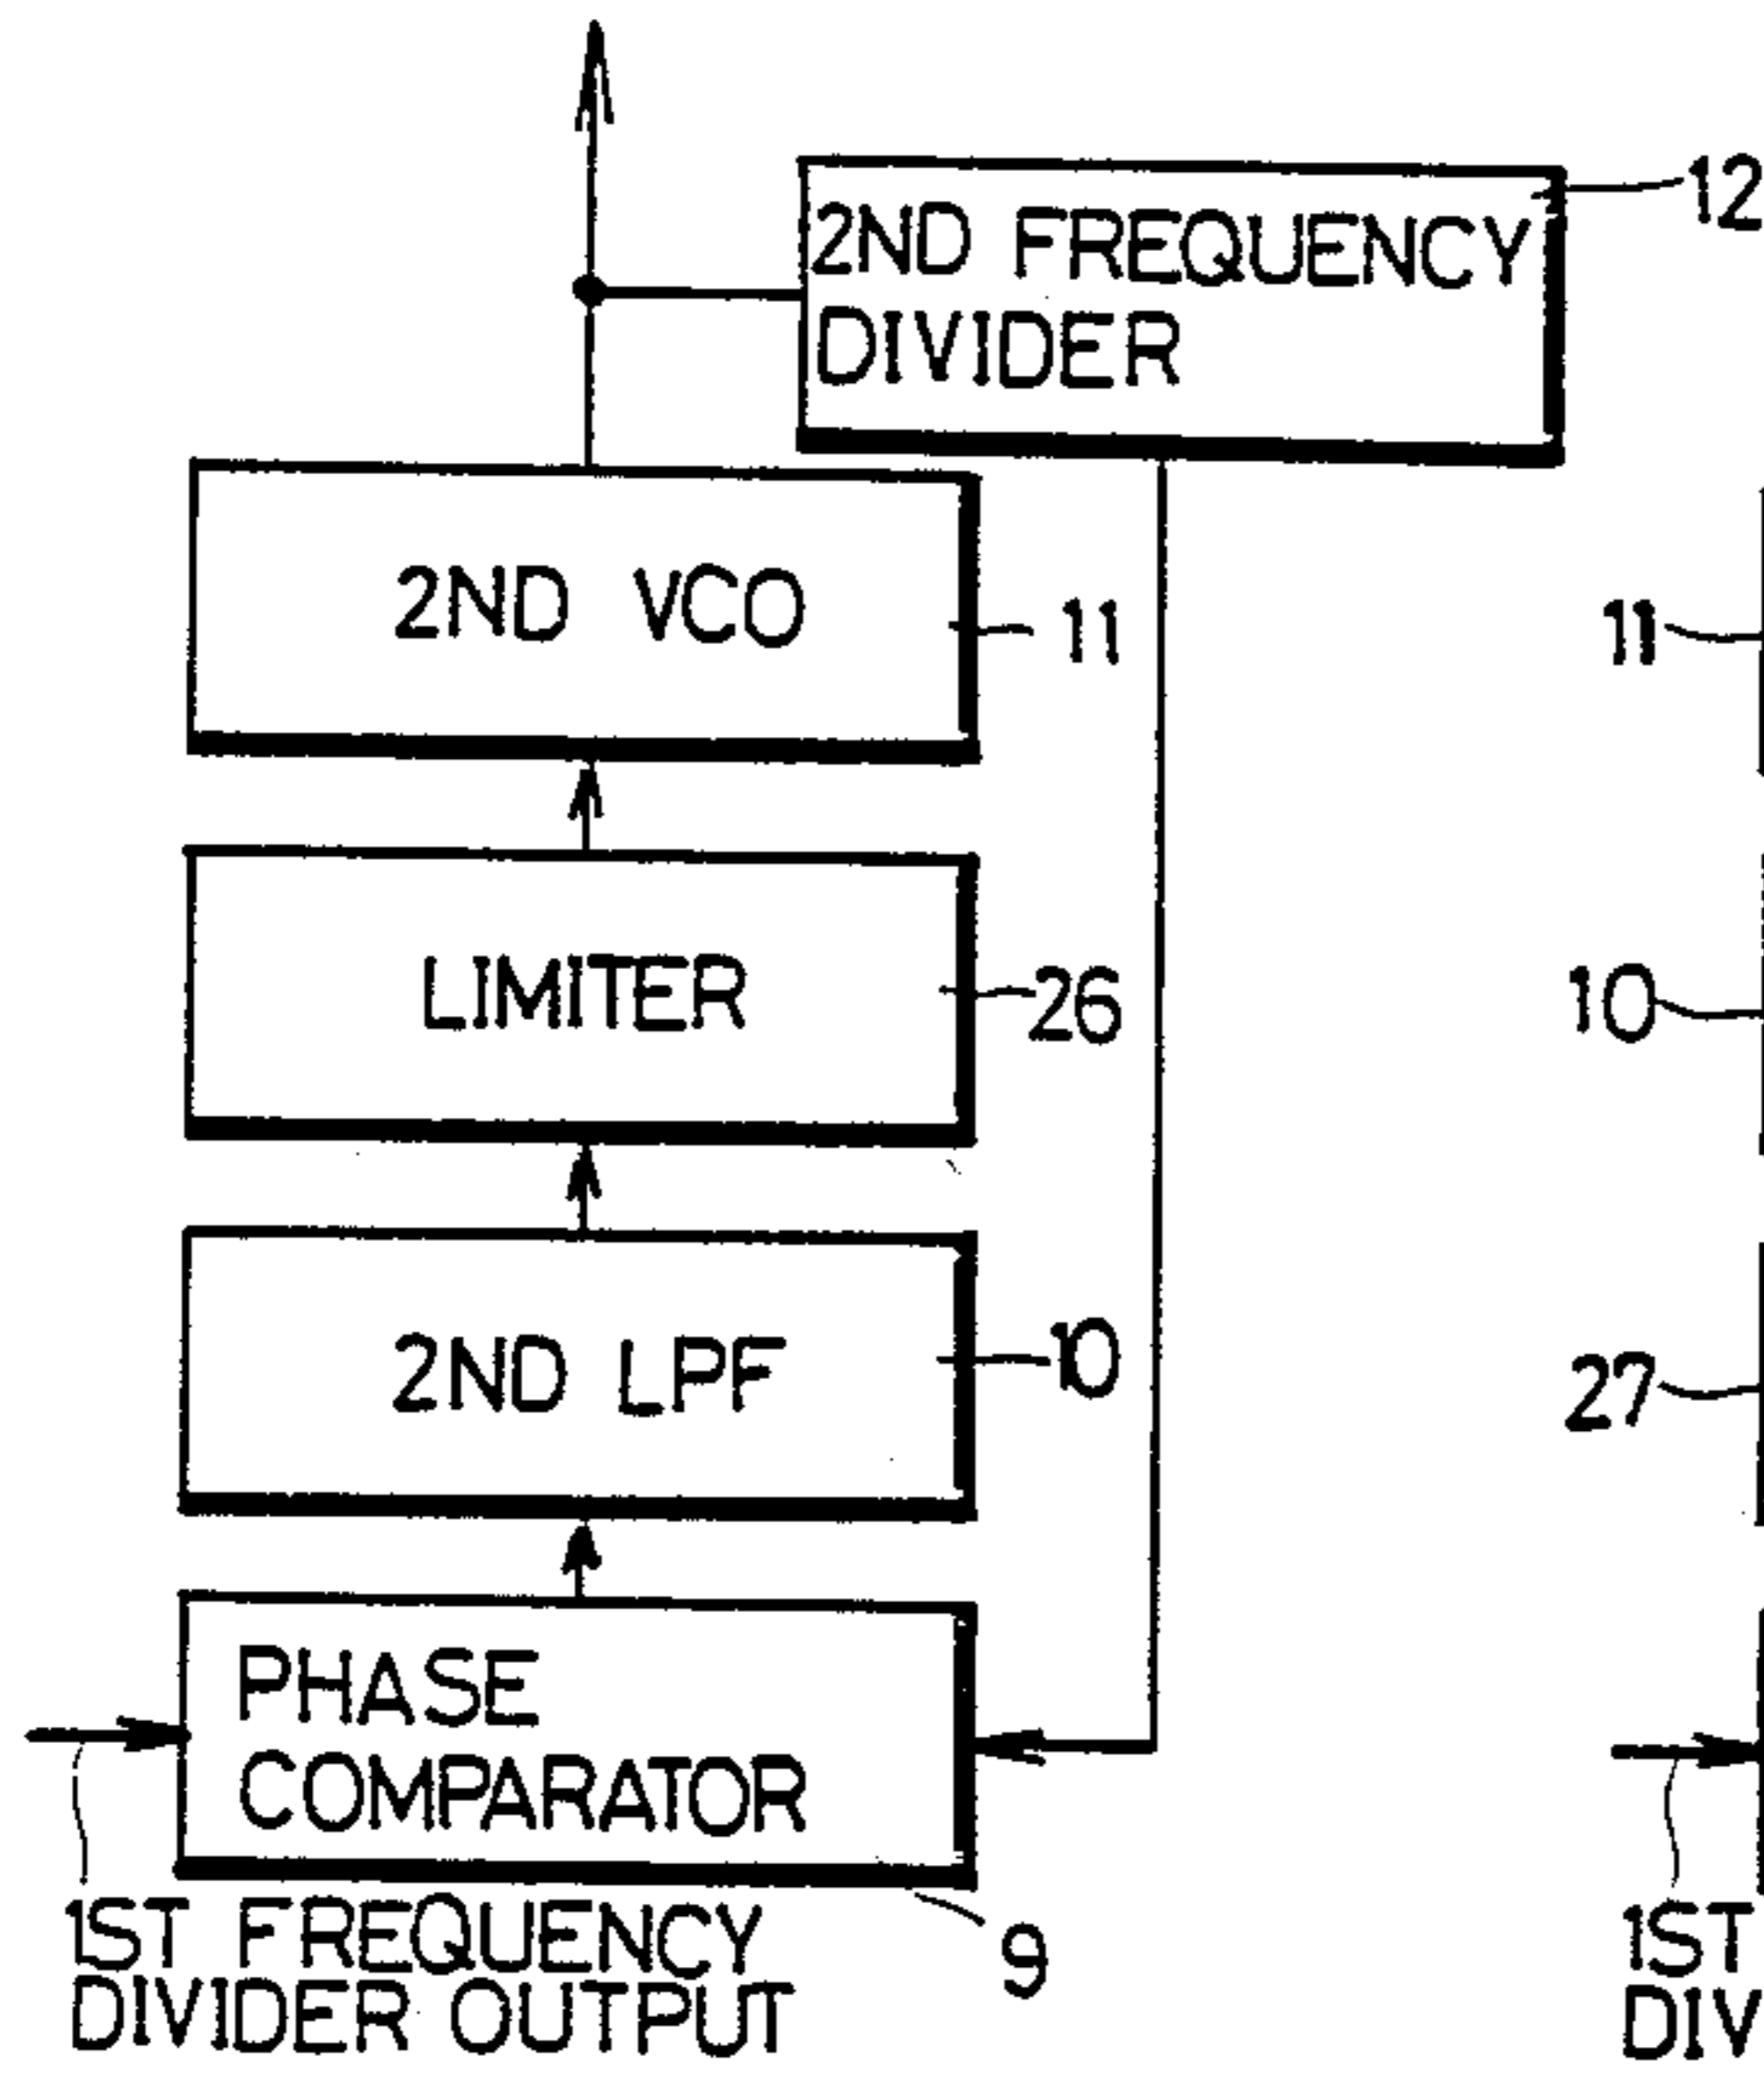 12
2ND FREQUENCY
DIVIDER
2ND VCO
11
11
LIMITER
26
10
2ND LPF
10
27
PHASE
COMPARATOR
1ST FREQUENCY
DIVIDER OUTPUT
9
1ST
DIV